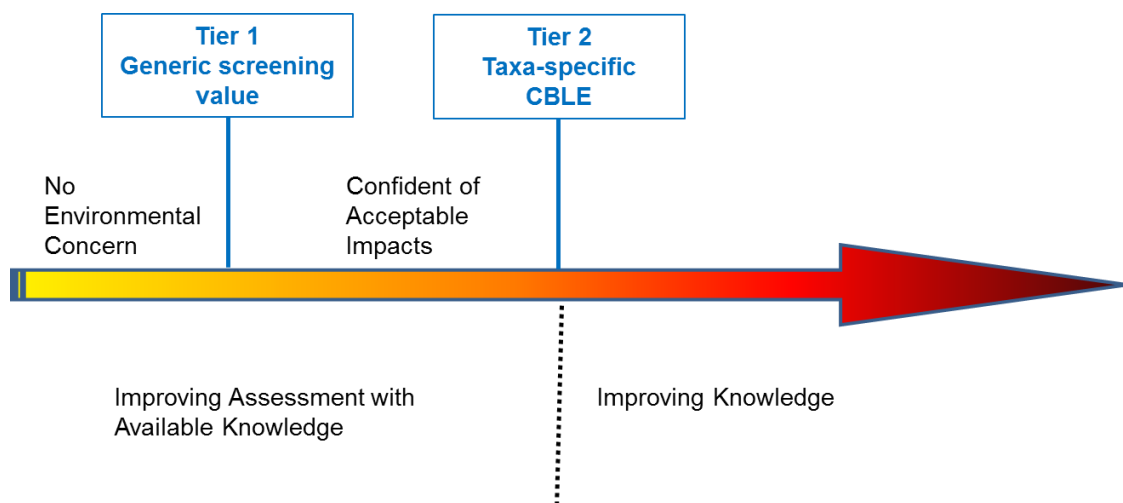 Tier 1
Generic screening
value
Tier 2
Taxa-specific
CBLE
No
Environmental
Concern
Confident of
Acceptable
Impacts
Improving Assessment with
Available Knowledge
Improving Knowledge